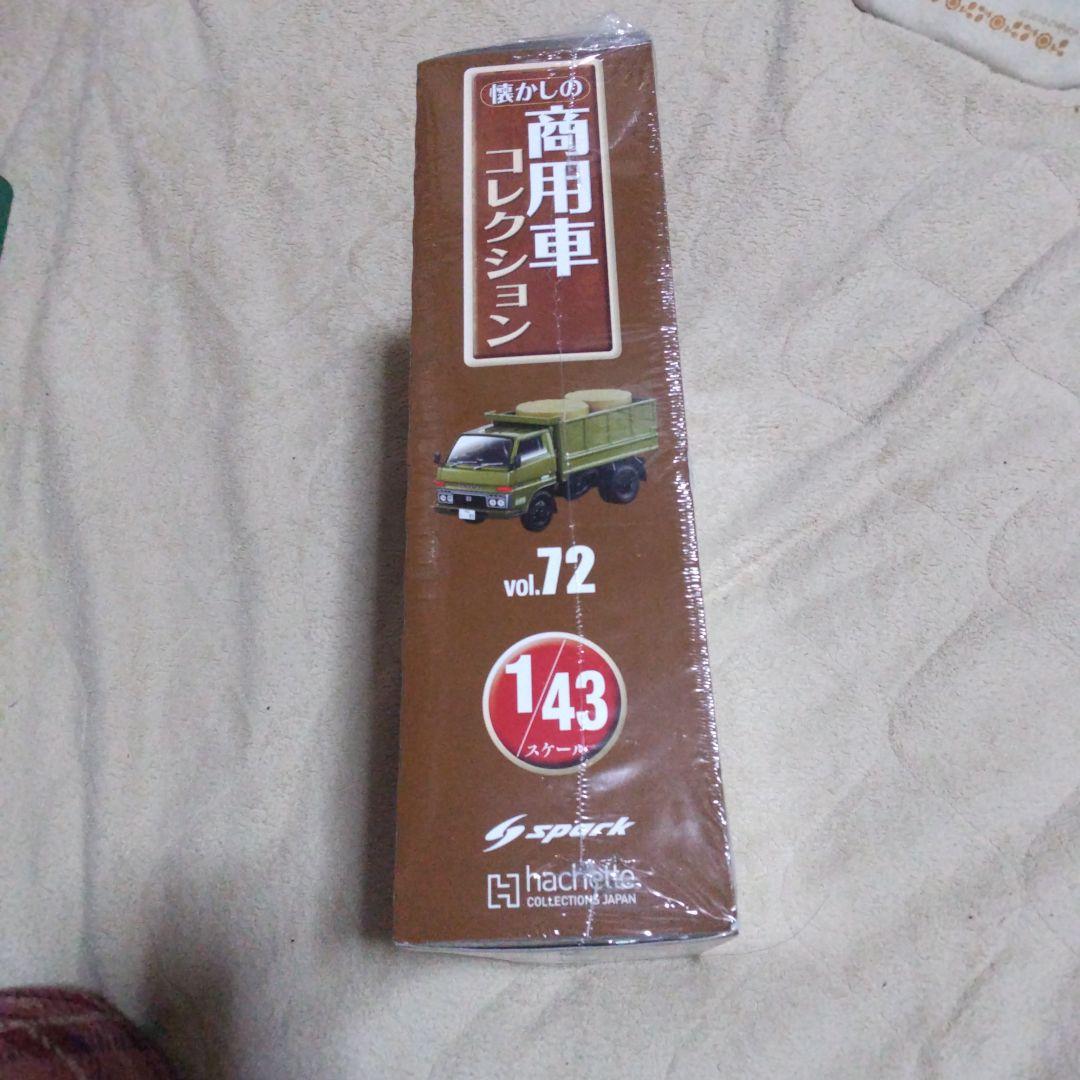 懐かしの
商用車
コレクション
vol.72
1/43
スケール
spark
hachette
COLLECTIONS JAPAN